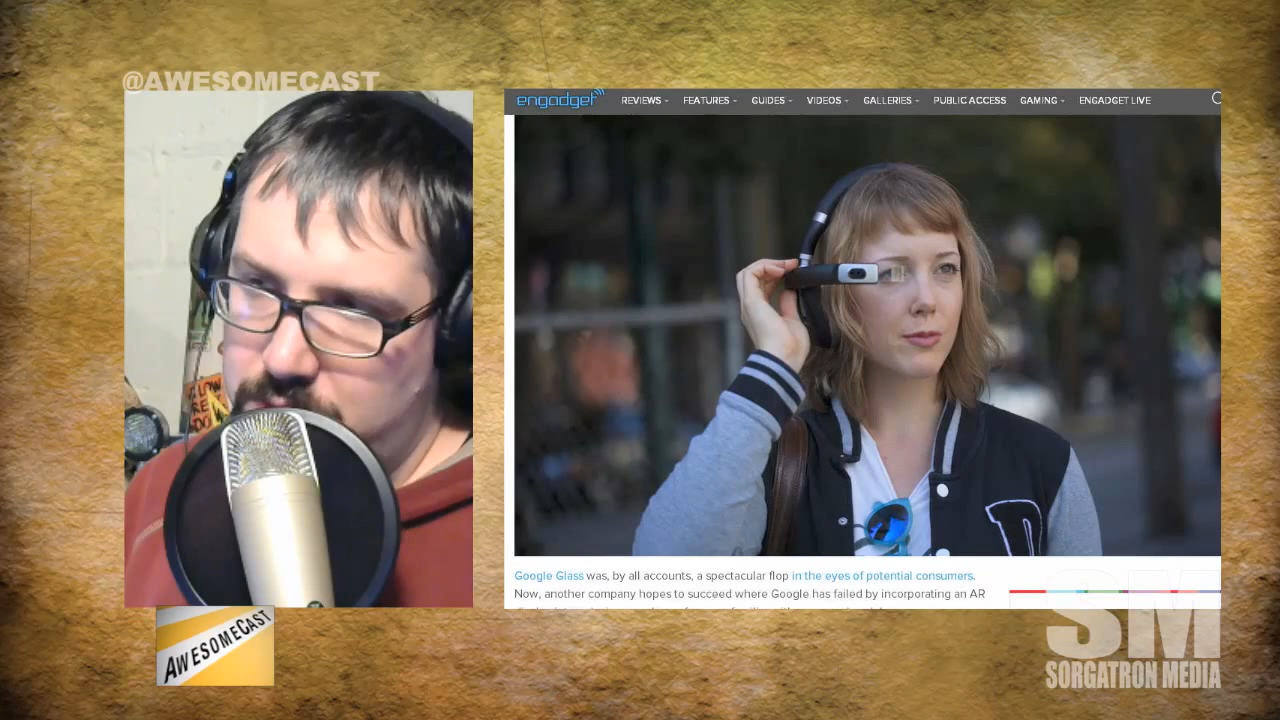 @AWESOMECAST
engadget
REVIEWS
FEATURES
GUIDES
VIDEOS
GALLERIES
PUBLIC ACCESS
GAMING
ENGADGET LIVE
D
Google Glass was, by all accounts, a spectacular flop in the eyes of potential consumers.
Now, another company hopes to succeed where Google has failed by incorporating an AR
AWESOMECAST
SM
SORGATRON MEDIA